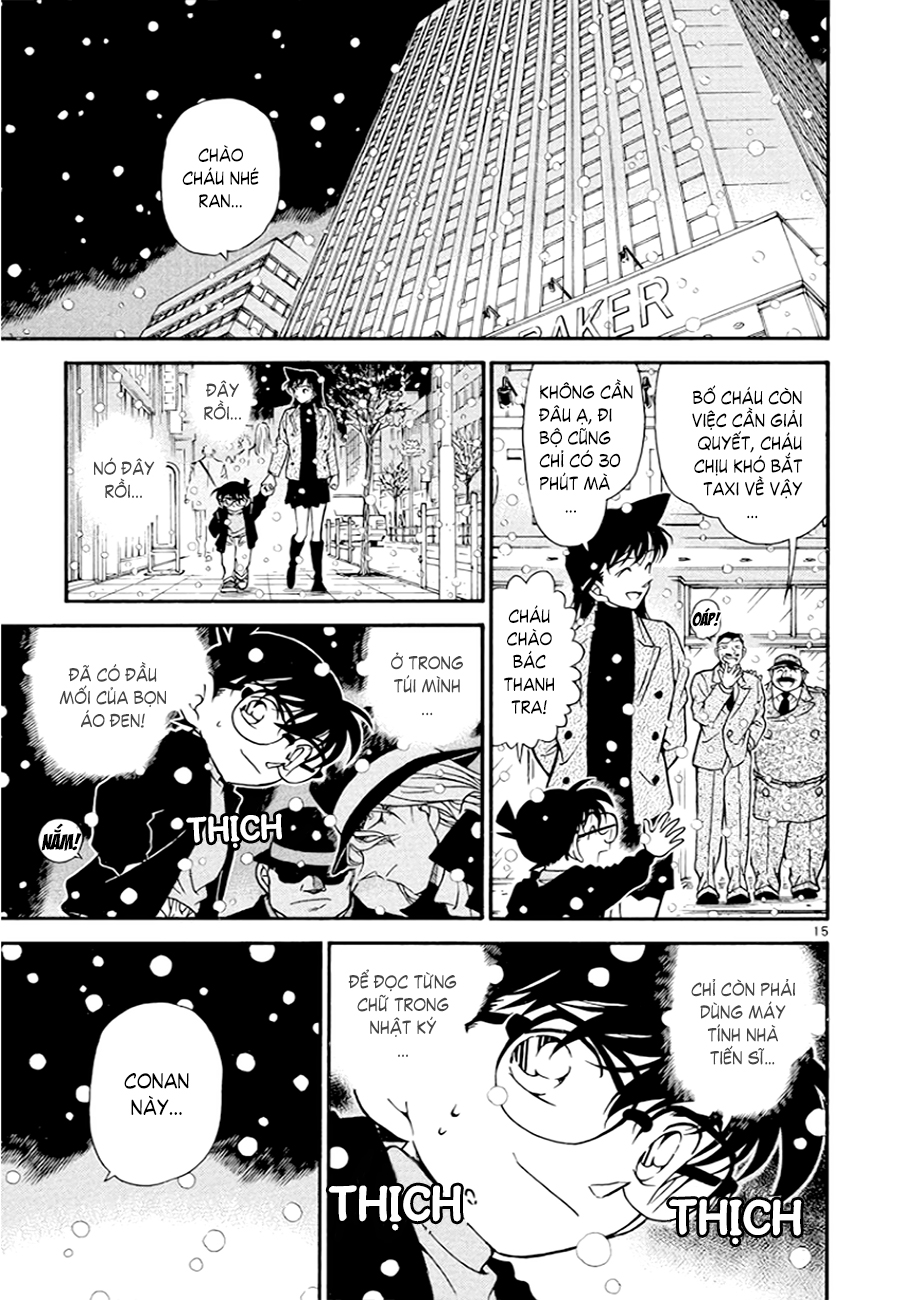 CHÀO
CHÁU NHÉ
RAN...
BAKER
BỐ CHÁU CÒN
VIỆC CẦN GIẢI
QUYẾT, CHÁU
CHỊU KHÓ BẮT
TAXI VỀ VẬY
...
KHÔNG CẦN
ĐÂU Ạ, ĐI
BỘ CŨNG
CHỈ CÓ 30
PHÚT MÀ
...
OÁP!
CHÁU
CHÀO
BÁC
THANH
TRA!
ĐÂY
RỒI...
NÓ ĐÂY
RỒI...
Ở TRONG
TÚI MÌNH
...
ĐÃ CÓ ĐẦU
MỐI CỦA BỌN
ÁO ĐEN!
NẮM!
THỊCH
15
CHỈ CÒN PHẢI
DÙNG MÁY
TÍNH NHÀ
TIẾN SĨ...
ĐỂ ĐỌC TỪNG
CHỮ TRONG
NHẬT KÝ
...
THỊCH
THỊCH
CONAN
NÀY...